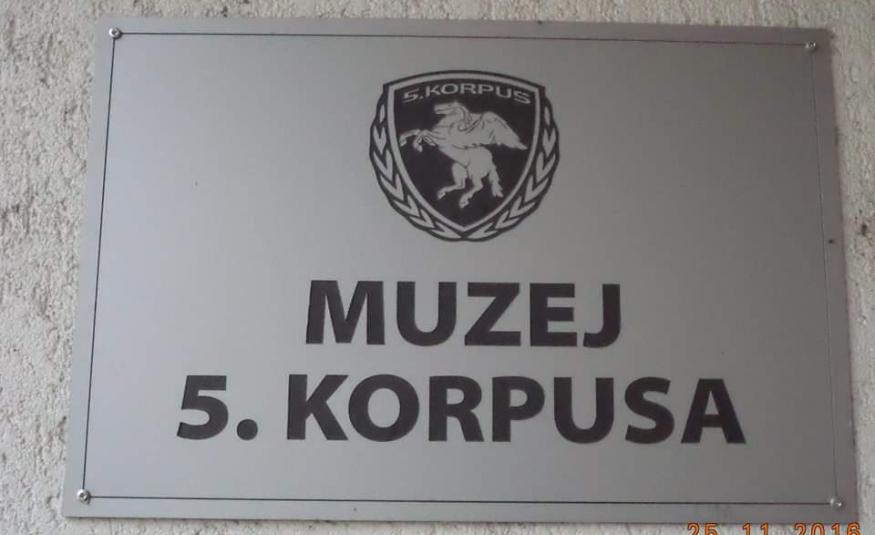 5.KORPUS
MUZEJ
5. KORPUSA
25 11 2016